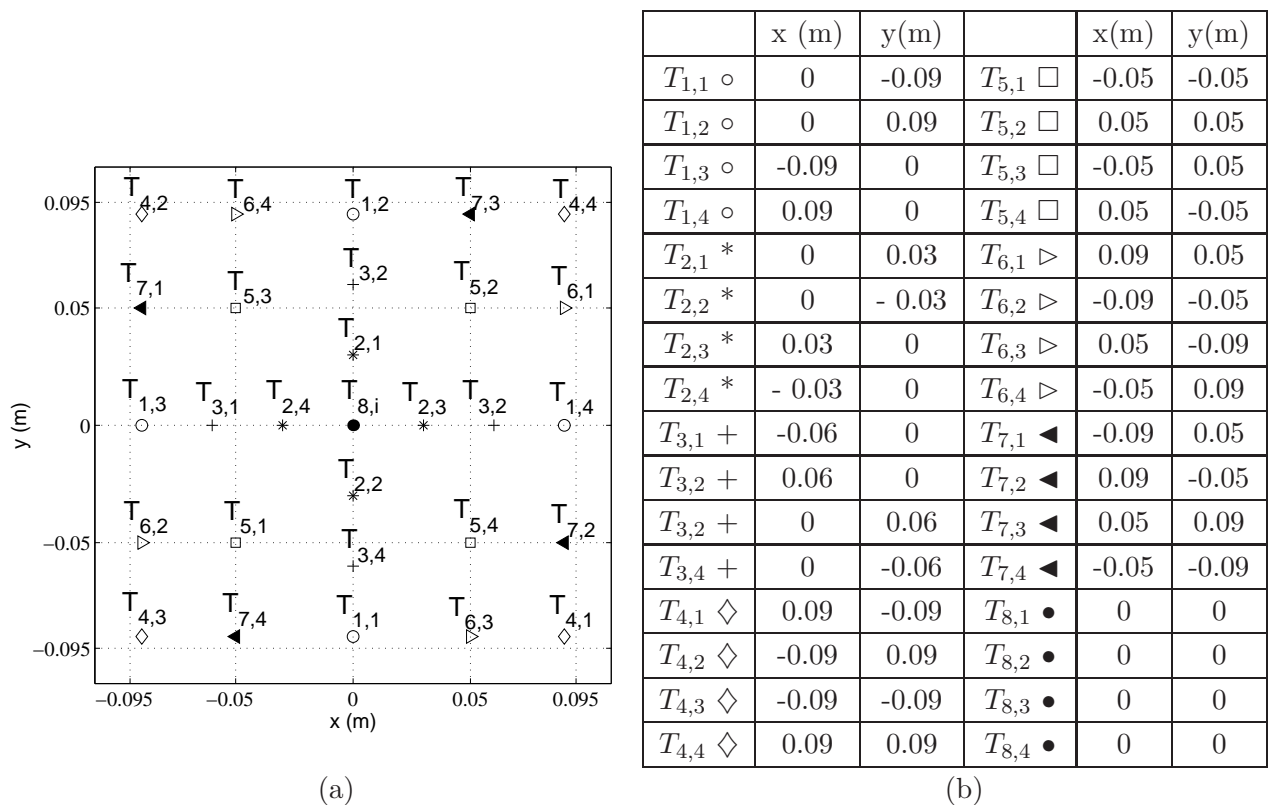 T4,2 T6,4 T1,2 T7,3 T4,4
0.095
T3,2
T7,1 T5,3 T5,2 T6,1
0.05
T2,1
T1,3 T3,1 T2,4 T8,i T2,3 T3,2 T1,4
0
y (m)
T2,2
T6,2 T5,1 T5,4 T7,2
−0.05
T3,4
T4,3 T7,4 T1,1 T6,3 T4,1
−0.095
−0.095 −0.05 0 0.05 0.095
x (m)
(a)
x (m) y(m) x(m) y(m)
T1,1 ○ 0 -0.09 T5,1 □ -0.05 -0.05
T1,2 ○ 0 0.09 T5,2 □ 0.05 0.05
T1,3 ○ -0.09 0 T5,3 □ -0.05 0.05
T1,4 ○ 0.09 0 T5,4 □ 0.05 -0.05
T2,1 * 0 0.03 T6,1 ▷ 0.09 0.05
T2,2 * 0 - 0.03 T6,2 ▷ -0.09 -0.05
T2,3 * 0.03 0 T6,3 ▷ 0.05 -0.09
T2,4 * - 0.03 0 T6,4 ▷ -0.05 0.09
T3,1 + -0.06 0 T7,1 ◀ -0.09 0.05
T3,2 + 0.06 0 T7,2 ◀ 0.09 -0.05
T3,2 + 0 0.06 T7,3 ◀ 0.05 0.09
T3,4 + 0 -0.06 T7,4 ◀ -0.05 -0.09
T4,1 ◇ 0.09 -0.09 T8,1 ● 0 0
T4,2 ◇ -0.09 0.09 T8,2 ● 0 0
T4,3 ◇ -0.09 -0.09 T8,3 ● 0 0
T4,4 ◇ 0.09 0.09 T8,4 ● 0 0
(b)